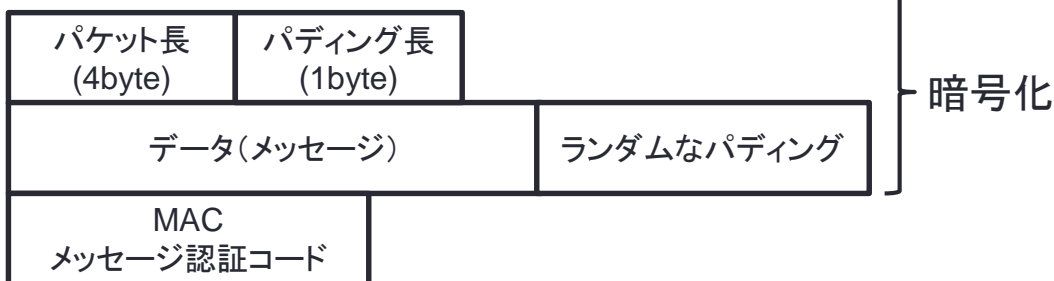 パケット長
(4byte)
パディング長
(1byte)
暗号化
データ(メッセージ)
ランダムなパディング
MAC
メッセージ認証コード